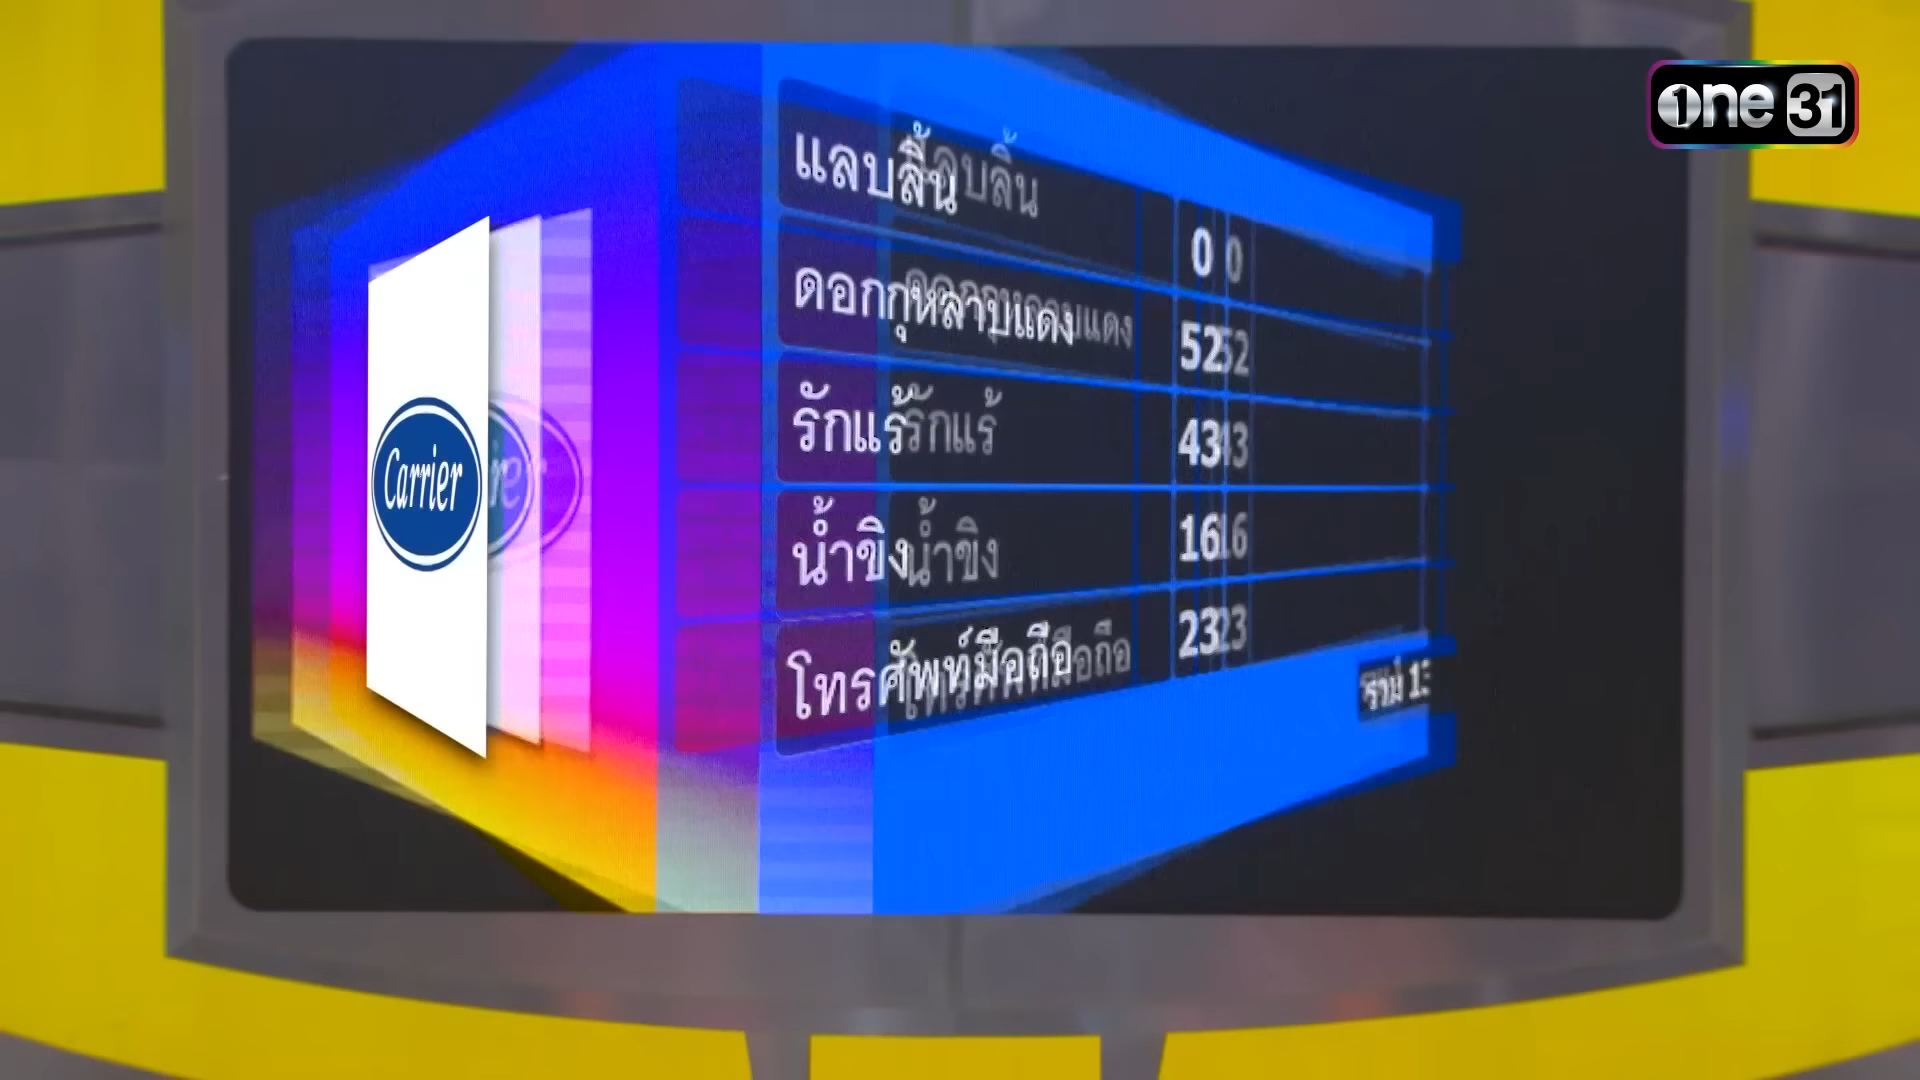 one 31
แลบลิ้น 0
ดอกกุหลาบแดง 52
รักแร้ 43
น้ำขิง 16
โทรศัพท์มือถือ 23
รวม
Carrier